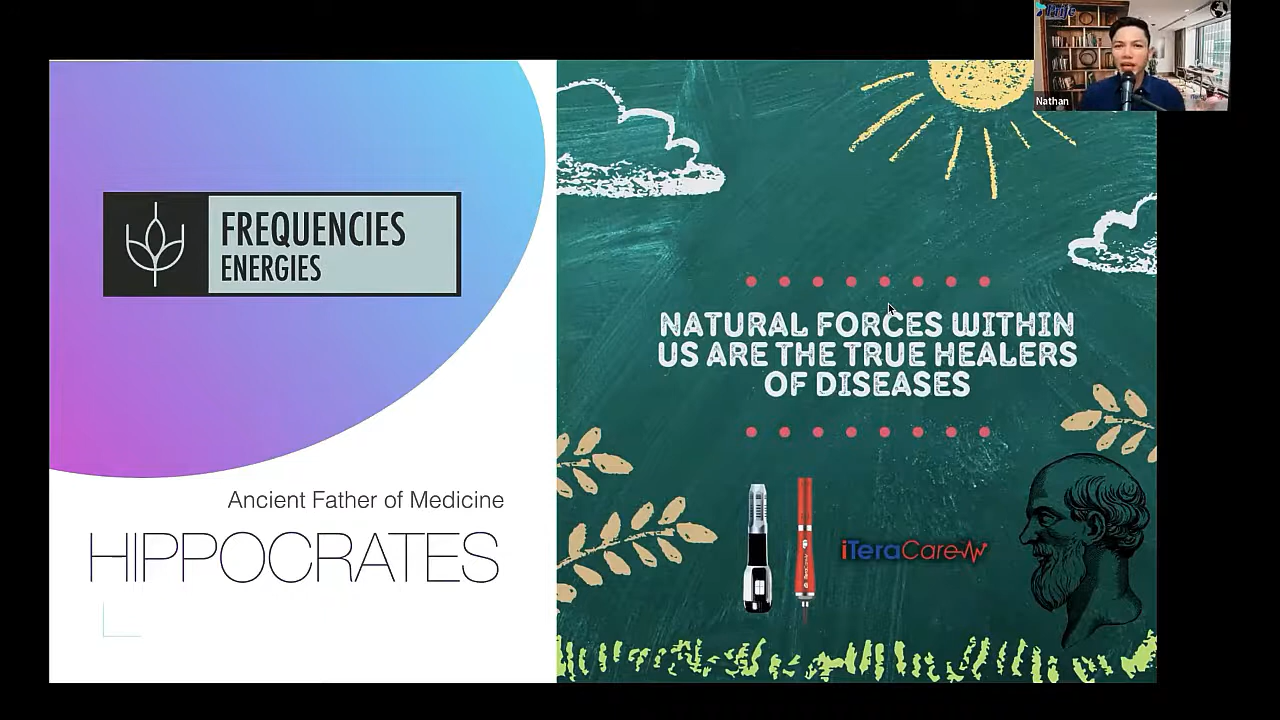 FREQUENCIES
ENERGIES
Ancient Father of Medicine
HIPPOCRATES
NATURAL FORCES WITHIN
US ARE THE TRUE HEALERS
OF DISEASES
iTeraCare
Nathan